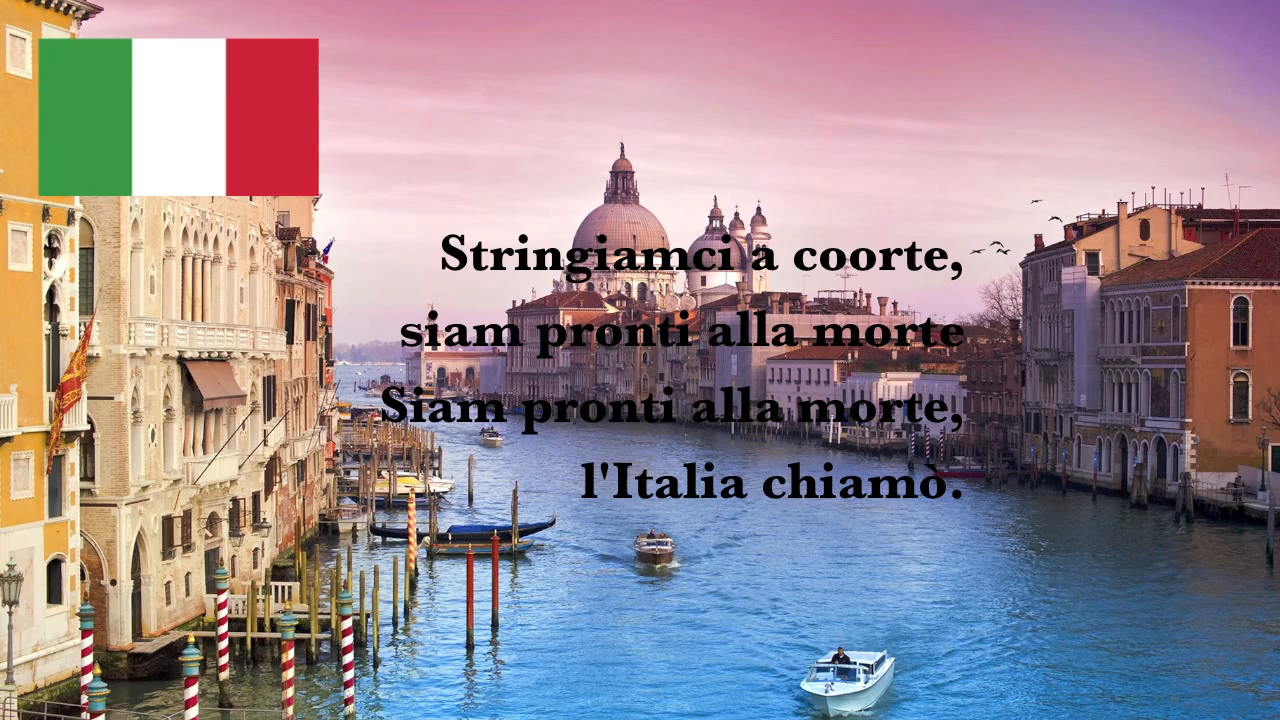 Stringiamci a coorte,
siam pronti alla morte
Siam pronti alla morte,
l'Italia chiamò.